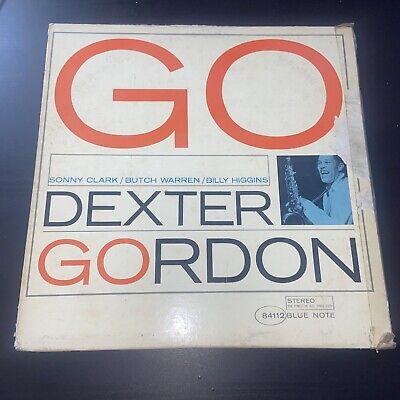 GO
SONNY CLARK/BUTCH WARREN/BILLY HIGGINS
DEXTER
GORDON
STEREO
84112 BLUE NOTE